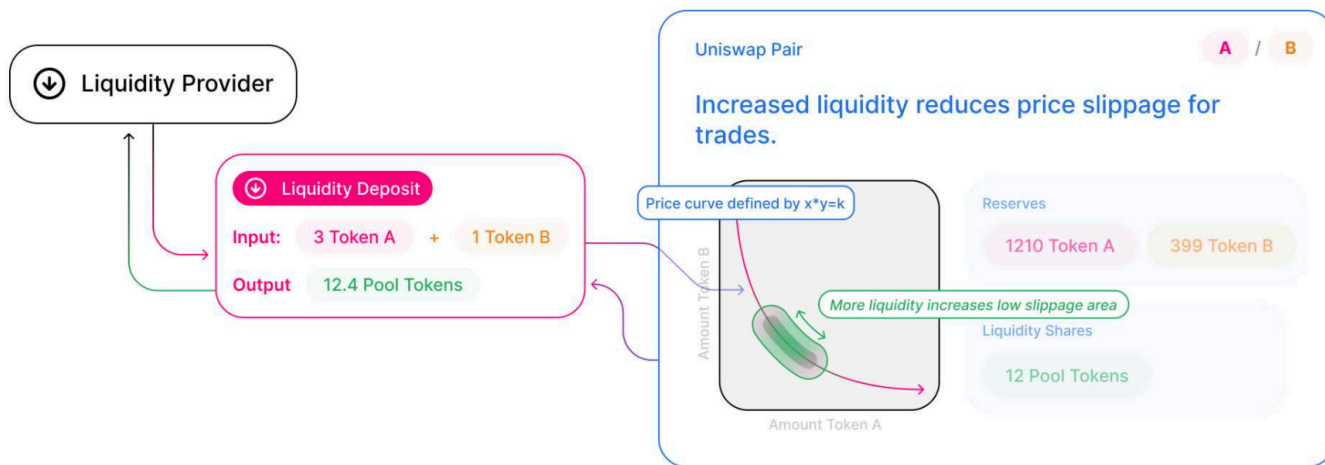 Liquidity Provider
Liquidity Deposit
Input: 3 Token A + 1 Token B
Output 12.4 Pool Tokens
Uniswap Pair
A / B
Increased liquidity reduces price slippage for
trades.
Price curve defined by x*y=k
Amount Token B
Amount Token A
More liquidity increases low slippage area
Reserves
1210 Token A 399 Token B
Liquidity Shares
12 Pool Tokens